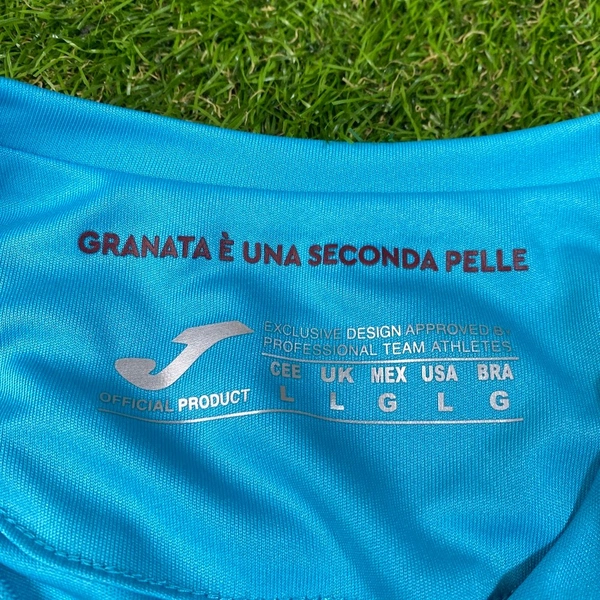 GRANATA È UNA SECONDA PELLE
EXCLUSIVE DESIGN APPROVED BY
PROFESSIONAL TEAM ATHLETES
OFFICIAL PRODUCT
CEE UK MEX USA BRA
L L G L G